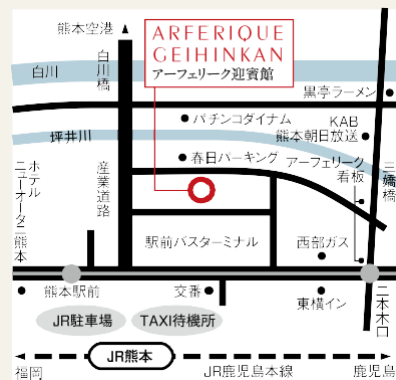 熊本空港
ARFERIQUE
GEIHINKAN
アーフェリーク迎賓館
白川
白川橋
黒亭ラーメン
パチンコダイナム
KAB
熊本朝日放送
坪井川
春日パーキング
アーフェリーク
看板
ホテル
ニューオータニ熊本
産業道路
駅前バスターミナル
西部ガス
熊本駅前
交番
東横イン
二本木口
JR駐車場
TAXI待機所
JR熊本
福岡
JR鹿児島本線
鹿児島